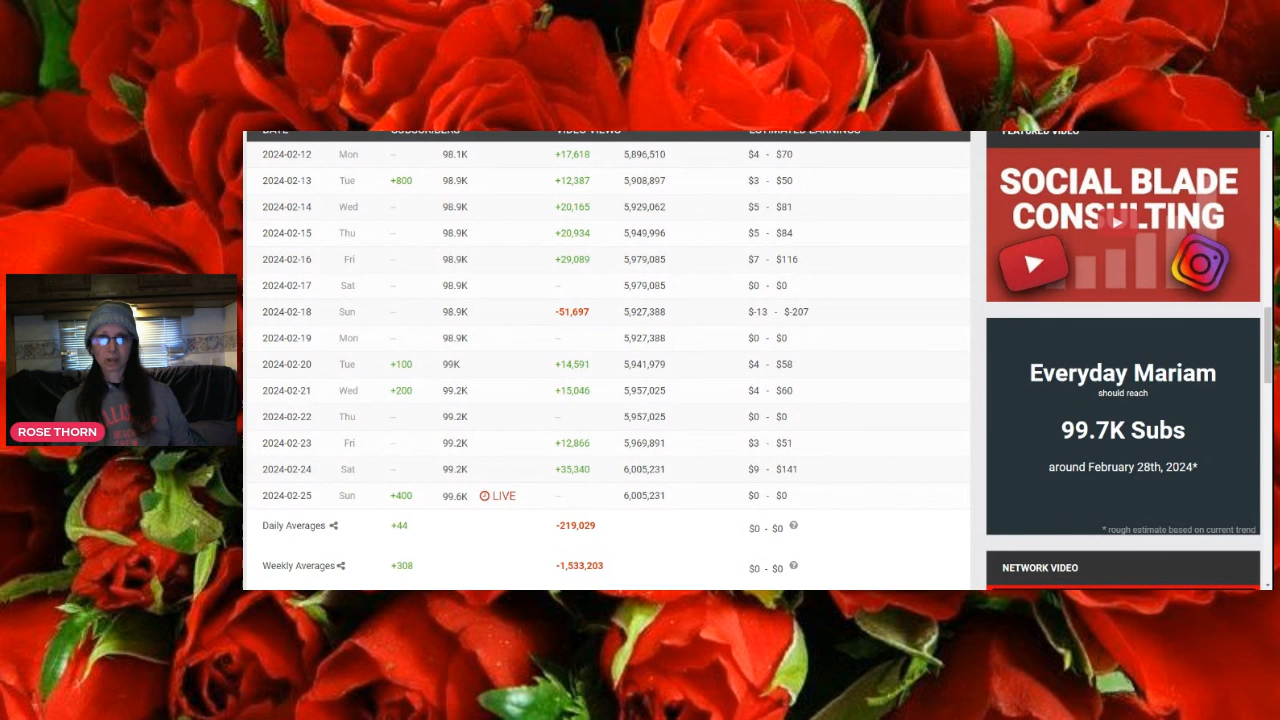 DATE SUBSCRIBERS VIDEO VIEWS ESTIMATED EARNINGS
2024-02-12 Mon -- 98.1K +17,618 5,896,510 $4 - $70
2024-02-13 Tue +800 98.9K +12,387 5,908,897 $3 - $50
2024-02-14 Wed -- 98.9K +20,165 5,929,062 $5 - $81
2024-02-15 Thu -- 98.9K +20,934 5,949,996 $5 - $84
2024-02-16 Fri -- 98.9K +29,089 5,979,085 $7 - $116
2024-02-17 Sat -- 98.9K -- 5,979,085 $0 - $0
2024-02-18 Sun -- 98.9K -51,697 5,927,388 $-13 - $-207
2024-02-19 Mon -- 98.9K -- 5,927,388 $0 - $0
2024-02-20 Tue +100 99K +14,591 5,941,979 $4 - $58
2024-02-21 Wed +200 99.2K +15,046 5,957,025 $4 - $60
2024-02-22 Thu -- 99.2K -- 5,957,025 $0 - $0
2024-02-23 Fri -- 99.2K +12,866 5,969,891 $3 - $51
2024-02-24 Sat -- 99.2K +35,340 6,005,231 $9 - $141
2024-02-25 Sun +400 99.6K LIVE -- 6,005,231 $0 - $0
Daily Averages +44 -219,029 $0 - $0
Weekly Averages +308 -1,533,203 $0 - $0
FEATURED VIDEO
SOCIAL BLADE
CONSULTING
Everyday Mariam
should reach
99.7K Subs
around February 28th, 2024*
* rough estimate based on current trend
NETWORK VIDEO
ROSE THORN